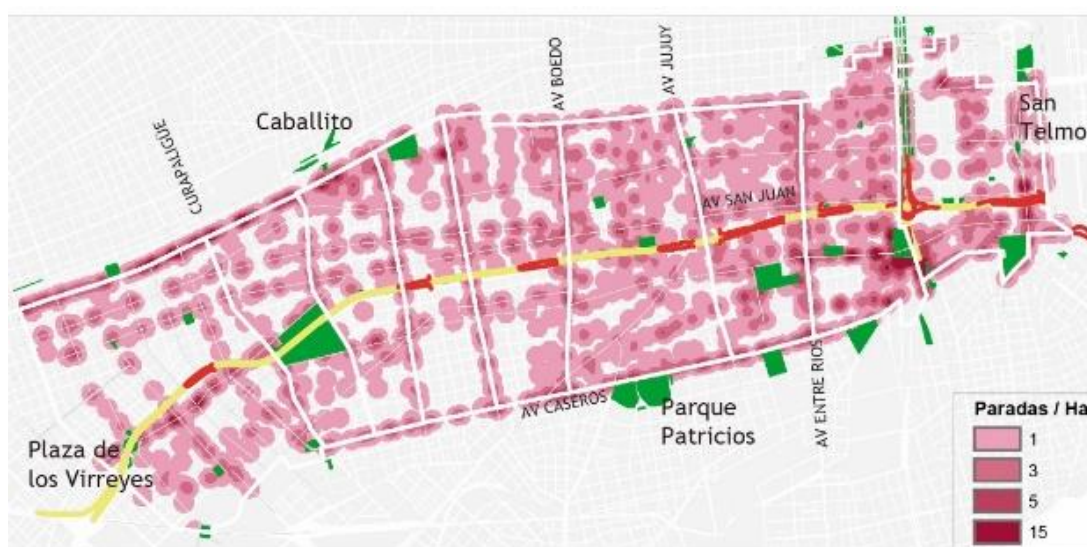 CURAPALIGUE
Caballito
AV BOEDO
AV JUJUY
San
Telmo
AV SAN JUAN
Plaza de
los Virreyes
AV CASEROS
Parque
Patricios
AV ENTRE RIOS
Paradas / Ha
1
3
5
15